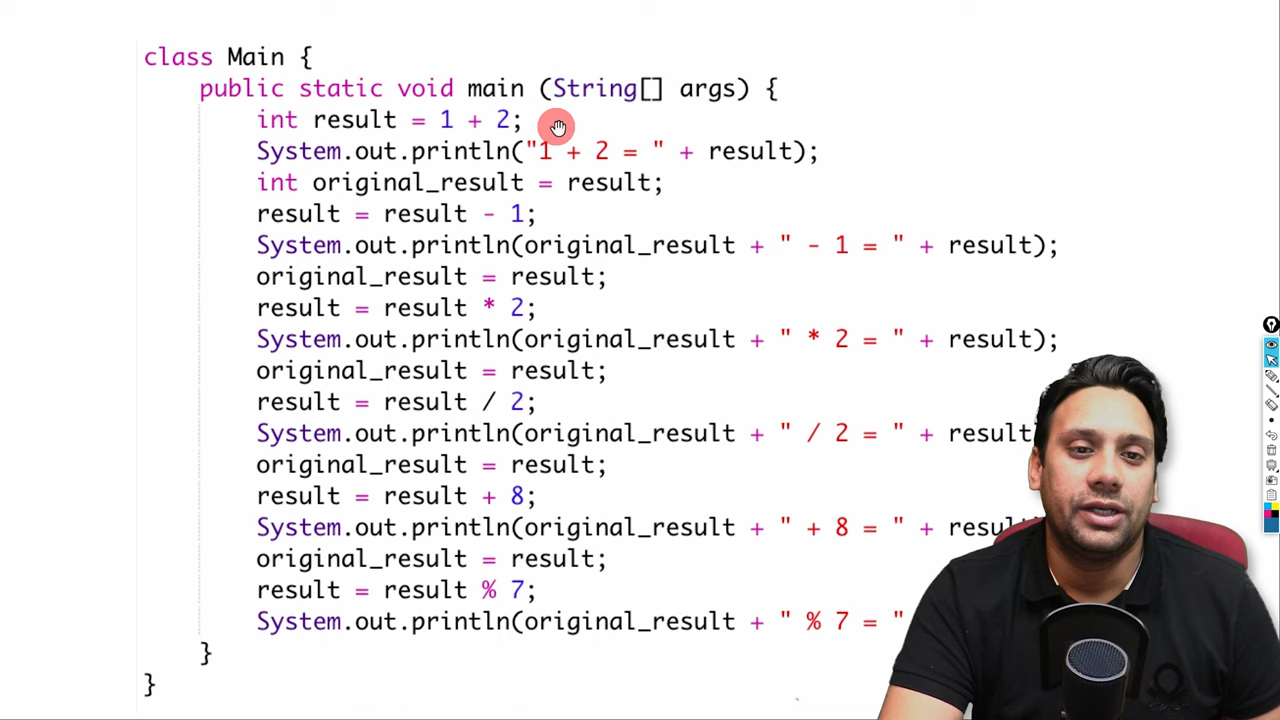 class Main {
public static void main (String[] args) {
int result = 1 + 2;
System.out.println("1 + 2 = " + result);
int original_result = result;
result = result - 1;
System.out.println(original_result + " - 1 = " + result);
original_result = result;
result = result * 2;
System.out.println(original_result + " * 2 = " + result);
original_result = result;
result = result / 2;
System.out.println(original_result + " / 2 = " + result
original_result = result;
result = result + 8;
System.out.println(original_result + " + 8 = " +
original_result = result;
result = result % 7;
System.out.println(original_result + " % 7 = "
}
}